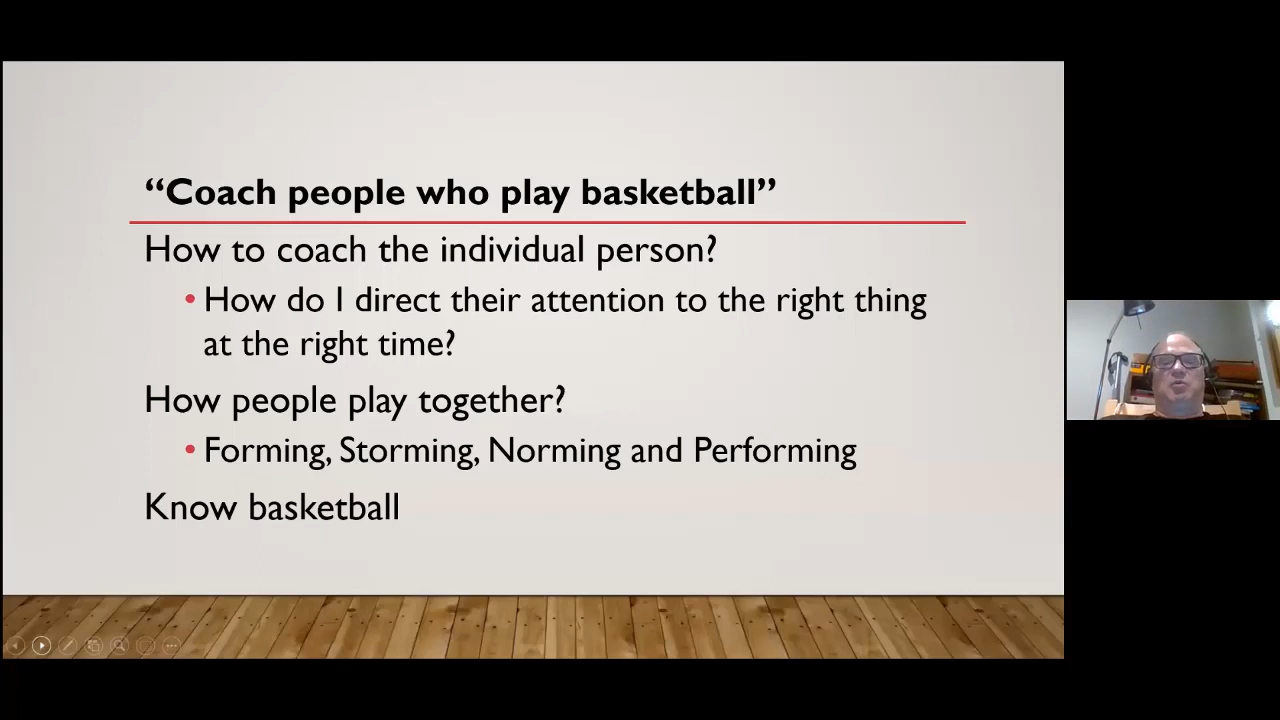 “Coach people who play basketball”
How to coach the individual person?
• How do I direct their attention to the right thing
at the right time?
How people play together?
• Forming, Storming, Norming and Performing
Know basketball